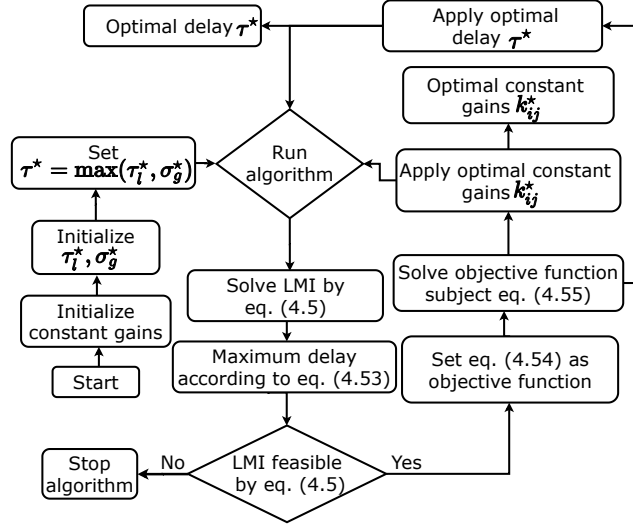 Optimal delay τ*
Apply optimal
delay τ*
Optimal constant
gains k*ij
Set
τ* = max(τ*l, σ*g)
Run
algorithm
Apply optimal constant
gains k*ij
Initialize
τ*l, σ*g
Solve LMI by
eq. (4.5)
Solve objective function
subject eq. (4.55)
Initialize
constant gains
Maximum delay
according to eq. (4.53)
Set eq. (4.54) as
objective function
Start
Stop
algorithm
No
LMI feasible
by eq. (4.5)
Yes